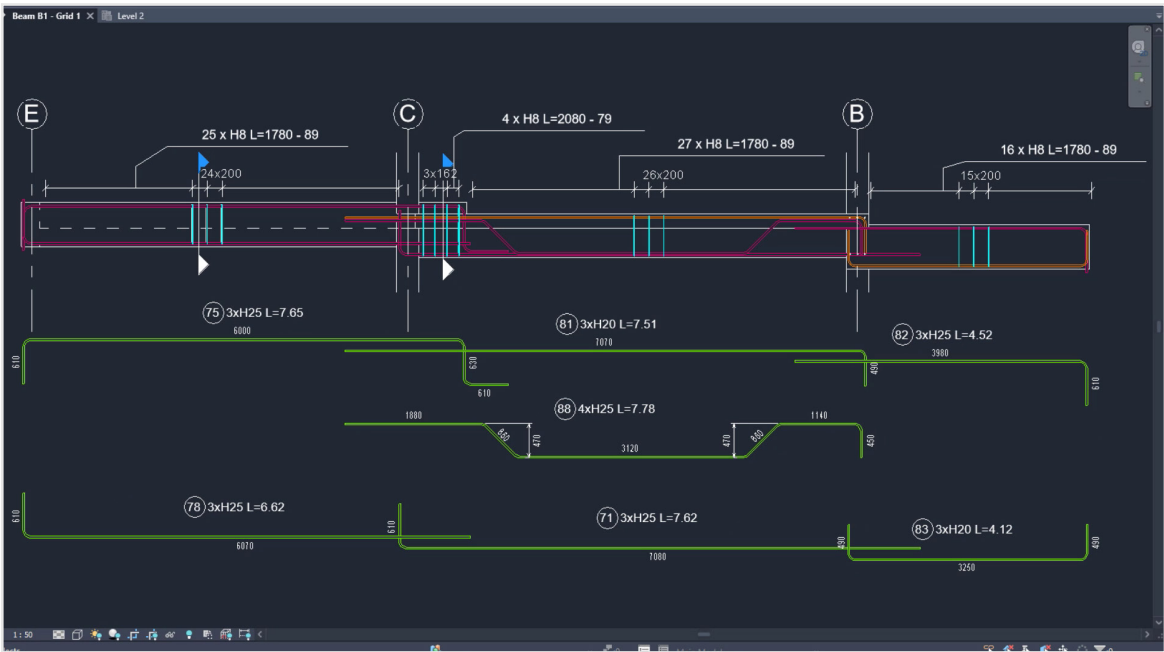 Beam B1 - Grid 1
Level 2
E
C
B
25 x H8 L=1780 - 89
4 x H8 L=2080 - 79
27 x H8 L=1780 - 89
16 x H8 L=1780 - 89
24x200
3x162
26x200
15x200
75 3xH25 L=7.65
6000
610
630
610
81 3xH20 L=7.51
7070
490
82 3xH25 L=4.52
3980
610
88 4xH25 L=7.78
1880
660
470
3120
470
660
1140
450
78 3xH25 L=6.62
610
6070
71 3xH25 L=7.62
610
7080
83 3xH20 L=4.12
490
3250
490
1 : 50